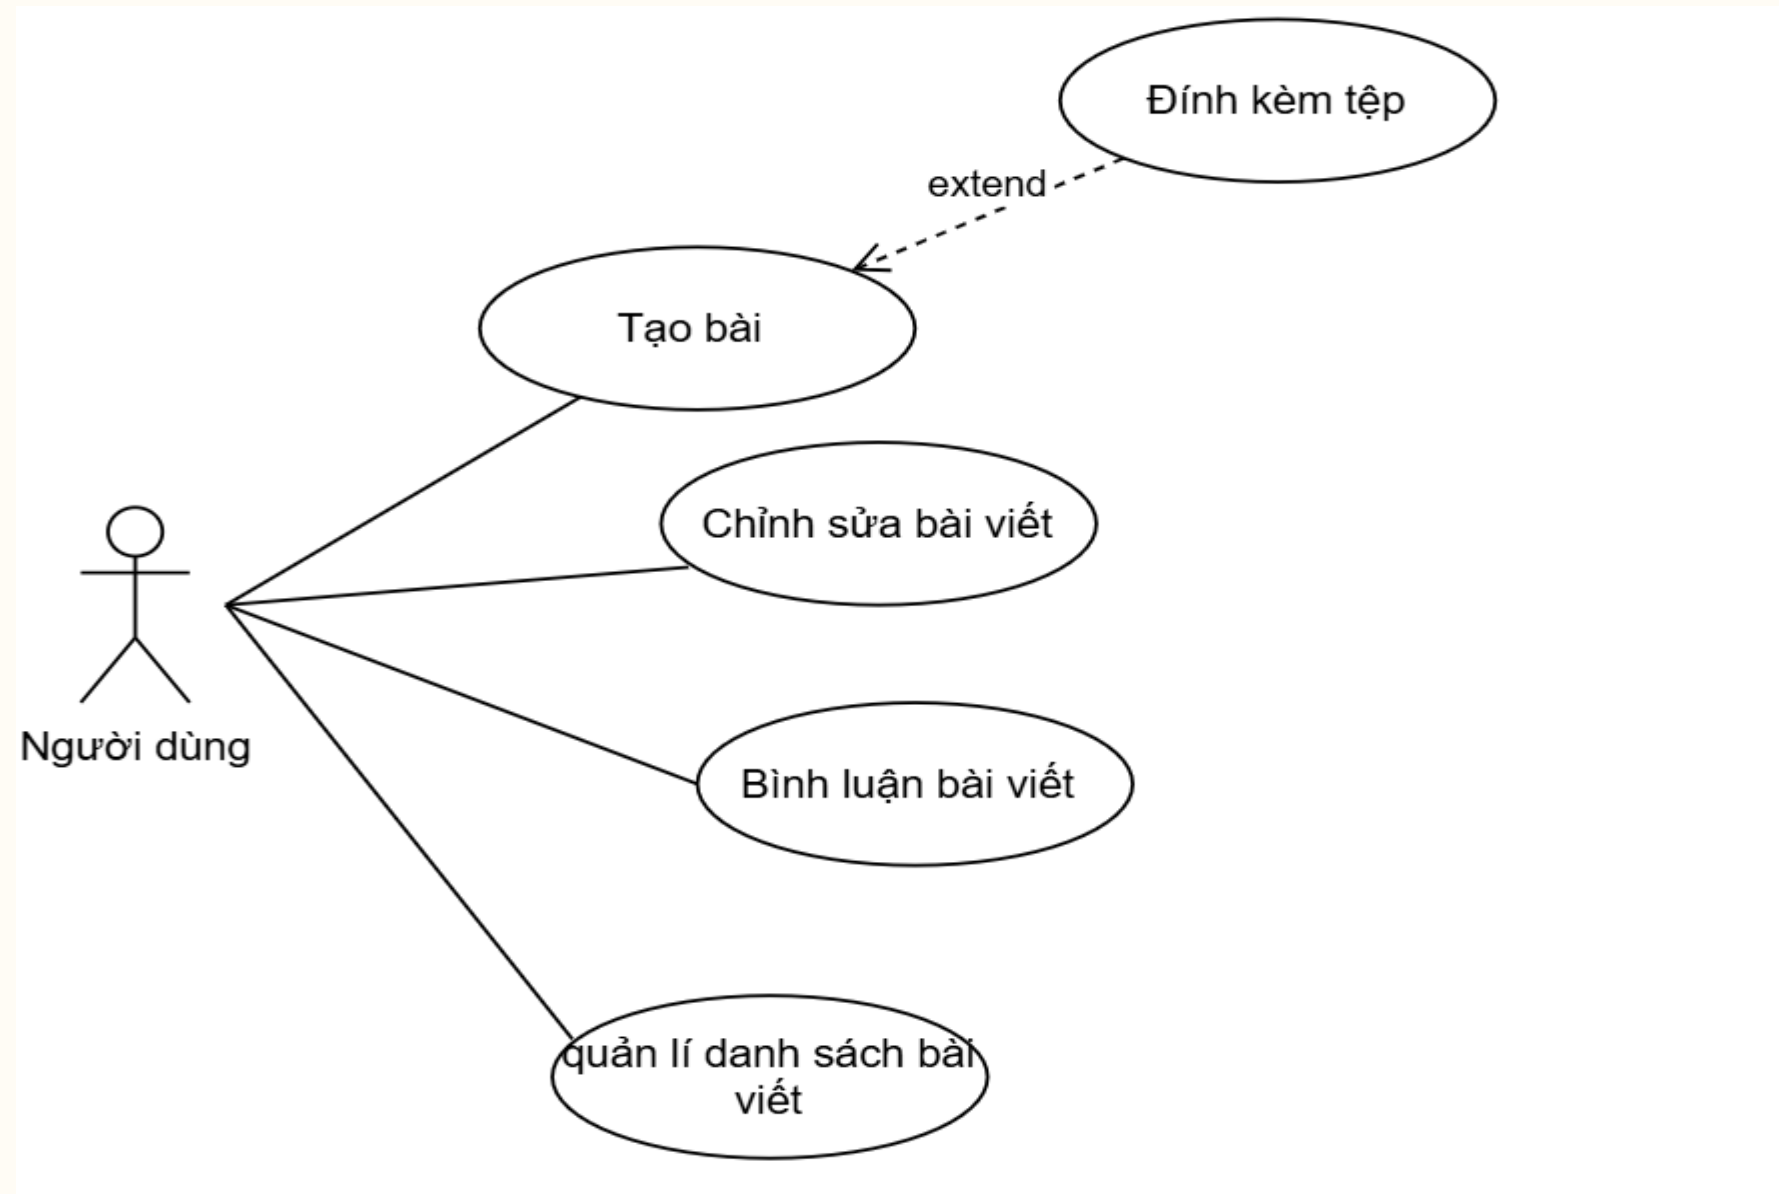 Đính kèm tệp
extend
Tạo bài
Chỉnh sửa bài viết
Người dùng
Bình luận bài viết
quản lí danh sách bài
viết